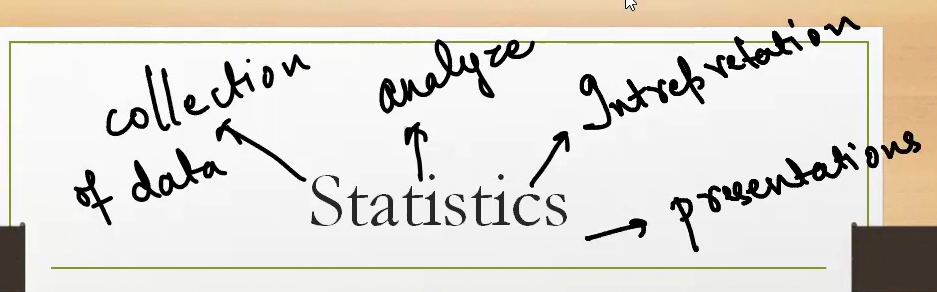 collection
of data
analyze
Intrepretation
Statistics
presentations